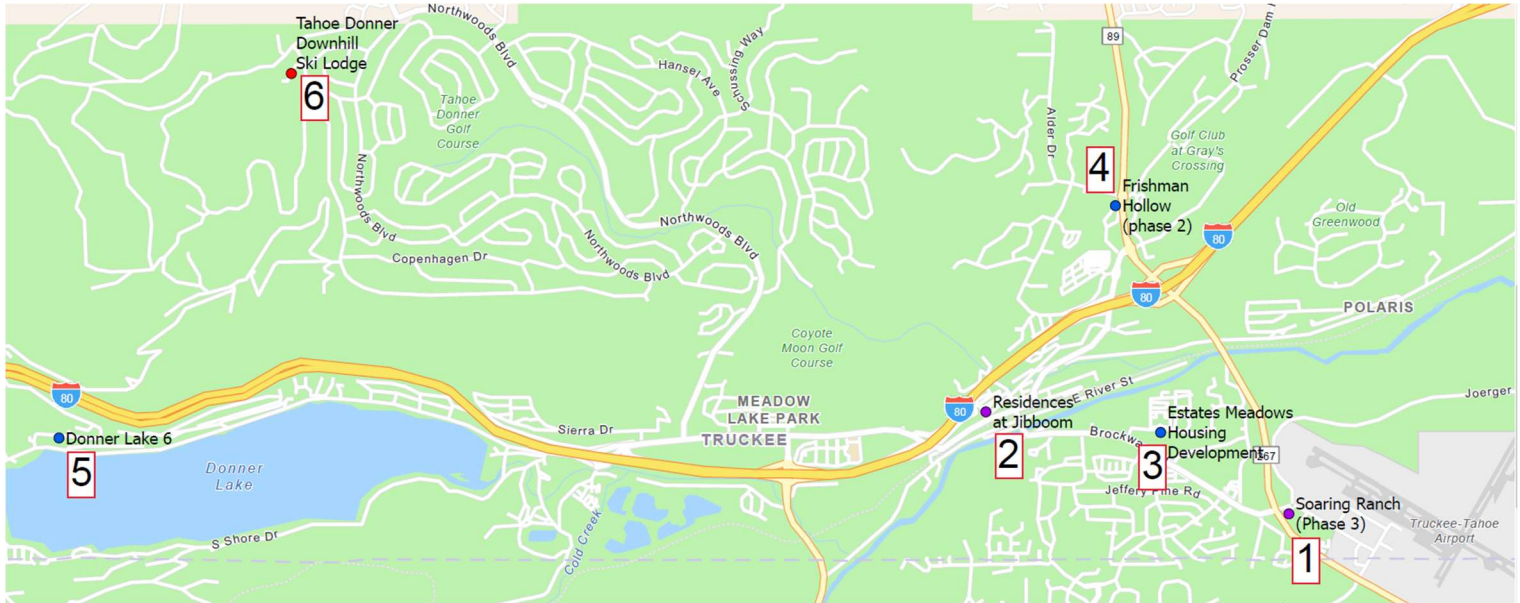 Tahoe Donner
Downhill
Ski Lodge
6
Northwoods Blvd
Hansel Ave
Schussing Way
Tahoe
Donner
Golf
Course
Northwoods Blvd
Copenhagen Dr
Northwoods Blvd
Northwoods Blvd
89
Prosser Dam
Alder Dr
Golf Club
at Gray's
Crossing
4
Frishman
Hollow
(phase 2)
Old
Greenwood
80
80
POLARIS
Coyote
Moon Golf
Course
80
Donner Lake 6
5
Donner
Lake
S Shore Dr
Sierra Dr
Cold Creek
MEADOW
LAKE PARK
TRUCKEE
80
Residences
at Jibboom
2
E River St
Brockwa
Estates Meadows
Housing
Development
3
Jeffery Pine Rd
267
Joerger
Soaring Ranch
(Phase 3)
1
Truckee-Tahoe
Airport